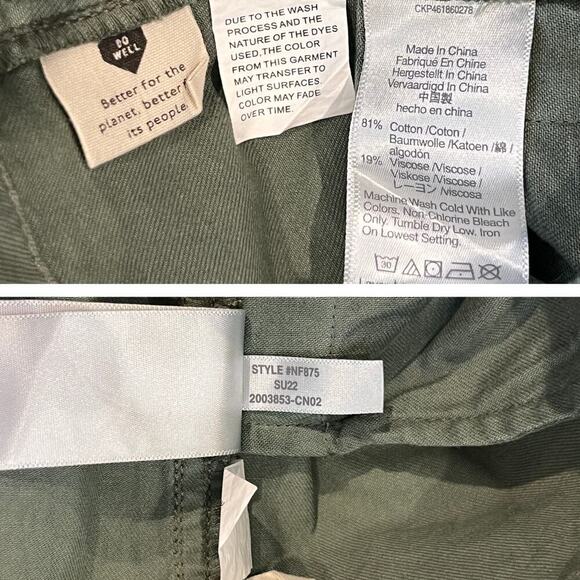 DO
WELL
Better for the
planet, better
its people.
DUE TO THE WASH
PROCESS AND THE
NATURE OF THE DYES
USED,THE COLOR
FROM THIS GARMENT
MAY TRANSFER TO
LIGHT SURFACES.
COLOR MAY FADE
OVER TIME.
CKP461860278
Made In China
Fabriqué En Chine
Hergestellt In China
Vervaardigd In China
中国製
hecho en china
81% Cotton /Coton /
Baumwolle /Katoen /綿 /
algodón
19% Viscose /Viscose /
Viskose /Viscose /
レーヨン /Viscosa
Machine Wash Cold With Like
Colors. Non-Chlorine Bleach
Only. Tumble Dry Low. Iron
On Lowest Setting.
30
STYLE #NF875
SU22
2003853-CN02